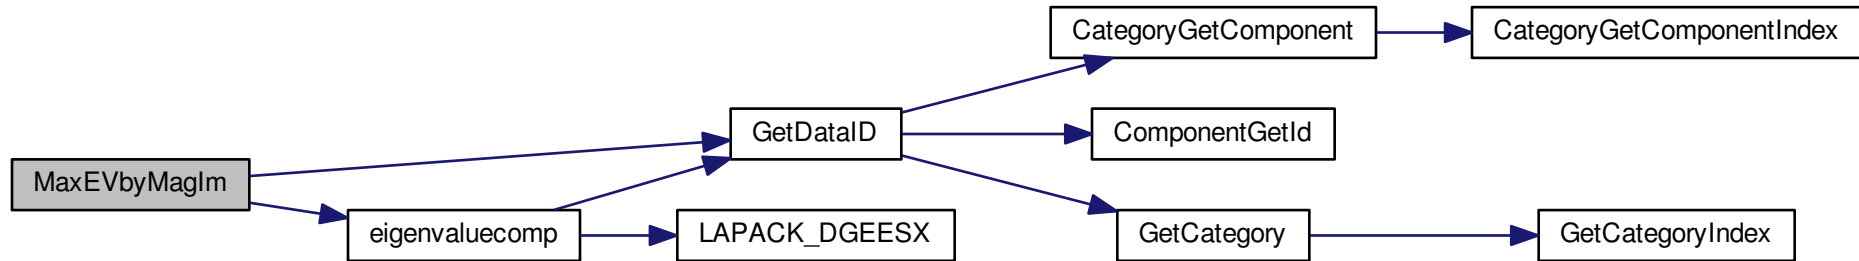 CategoryGetComponent
CategoryGetComponentIndex
GetDataID
ComponentGetId
MaxEVbyMagIm
eigenvaluecomp
LAPACK_DGEESX
GetCategory
GetCategoryIndex